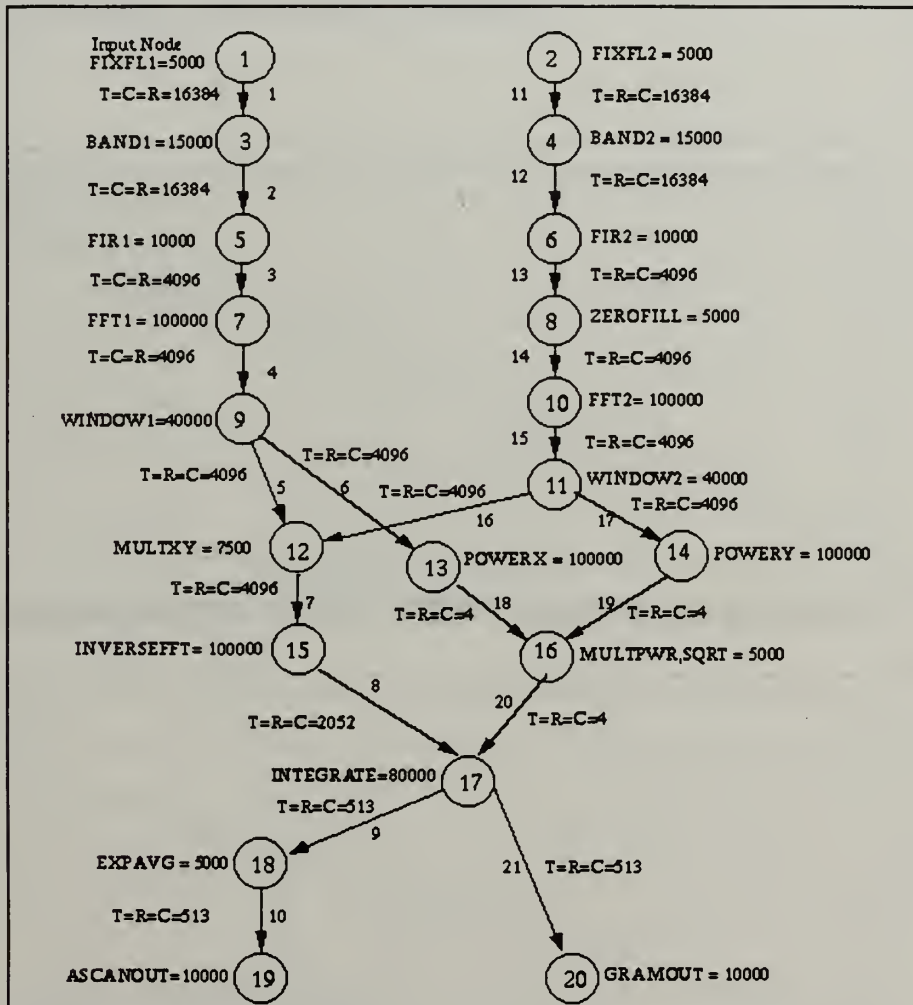 Input Node
FIXFL1=5000
1
2
FIXFL2 = 5000
T=C=R=16384
1
11
T=R=C=16384
BAND1=15000
3
4
BAND2= 15000
T=C=R=16384
2
12
T=R=C=16384
FIR1 = 10000
5
6
FIR2 = 10000
T=C=R=4096
3
13
T=R=C=4096
FFT1=100000
7
8
ZEROFILL = 5000
T=C=R=4096
4
14
T=R=C=4096
WINDOW1=40000
9
10
FFT2= 100000
15
T=R=C=4096
T=R=C=4096
5
T=R=C=4096
6
T=R=C=4096
11
WINDOW2 = 40000
16
17
T=R=C=4096
MULTXY = 7500
12
13
POWERX = 100000
14
POWERY = 100000
T=R=C=4096
7
T=R=C=4
18
19
T=R=C=4
INVERSEFFT= 100000
15
16
MULTPWR,SQRT = 5000
8
20
T=R=C=2052
T=R=C=4
INTEGRATE=80000
17
T=R=C=513
9
EXPAVG = 5000
18
21
T=R=C=513
T=R=C=513
10
ASCANOUT=10000
19
20
GRAMOUT = 10000